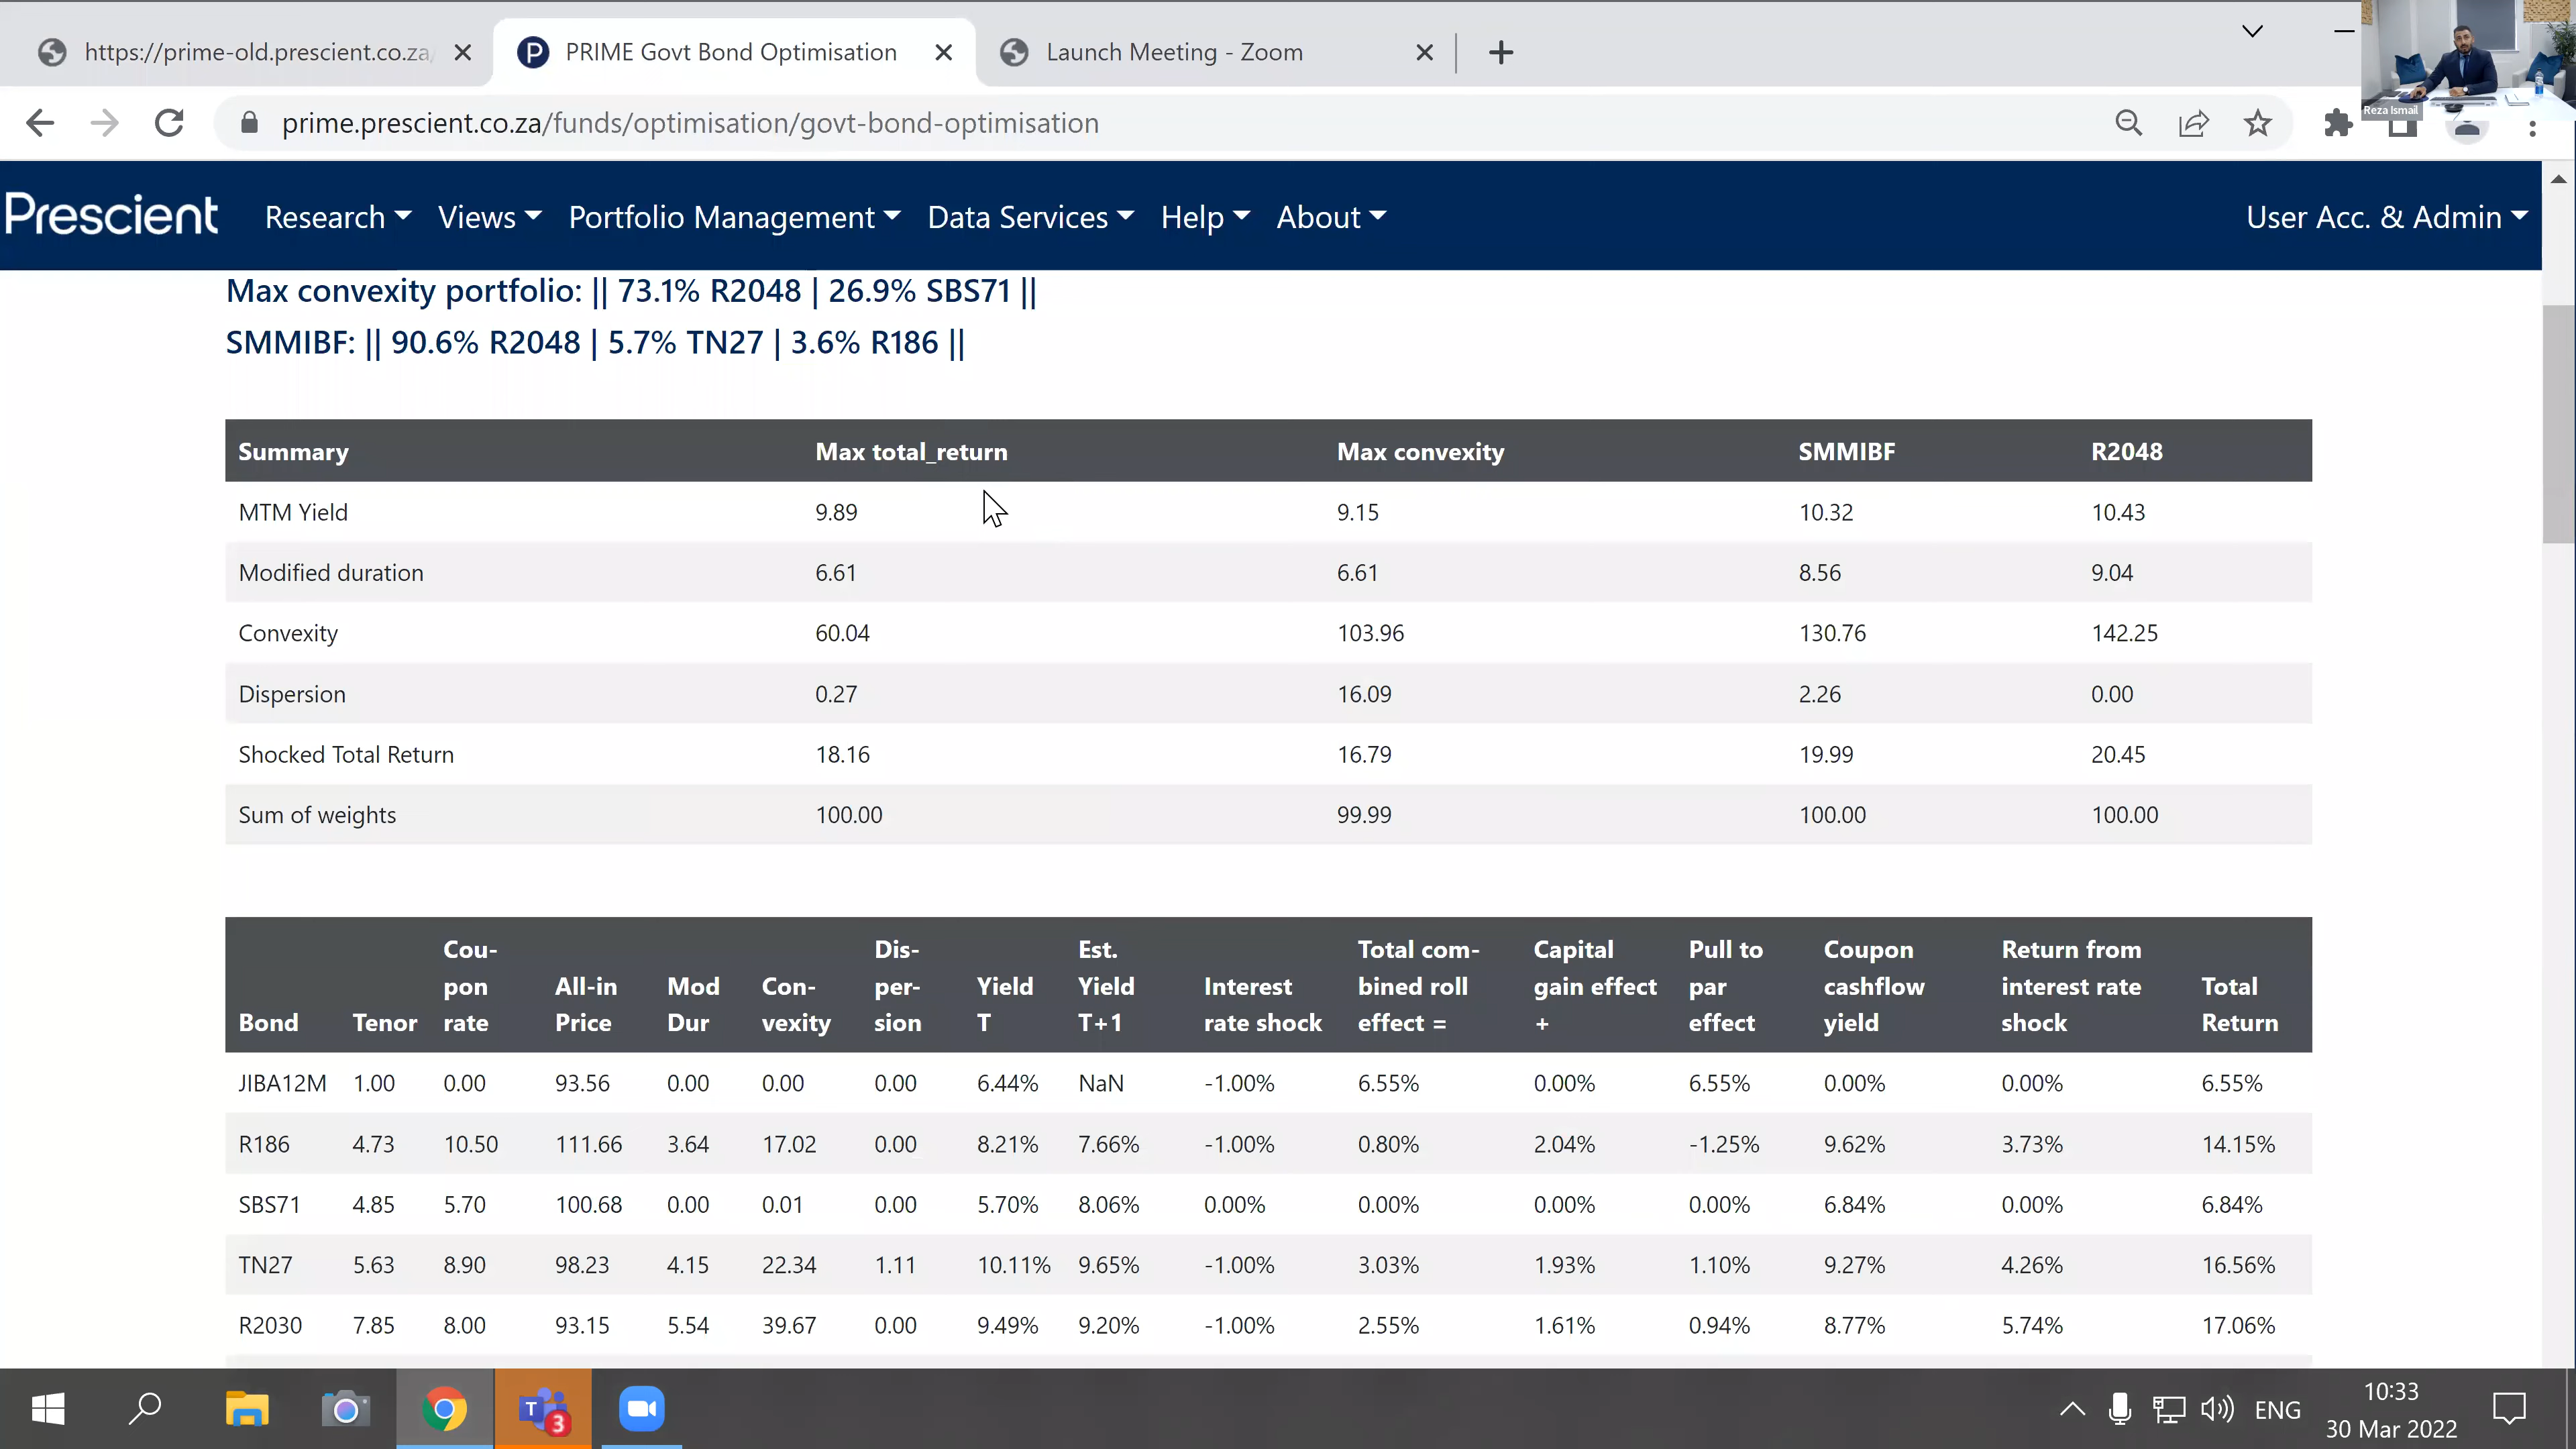 https://prime-old.prescient.co.za/
PRIME Govt Bond Optimisation
Launch Meeting - Zoom
Reza Ismail
prime.prescient.co.za/funds/optimisation/govt-bond-optimisation
Prescient Research Views Portfolio Management Data Services Help About User Acc. & Admin
Max convexity portfolio: || 73.1% R2048 | 26.9% SBS71 ||
SMMIBF: || 90.6% R2048 | 5.7% TN27 | 3.6% R186 ||
Summary Max total_return Max convexity SMMIBF R2048
MTM Yield 9.89 9.15 10.32 10.43
Modified duration 6.61 6.61 8.56 9.04
Convexity 60.04 103.96 130.76 142.25
Dispersion 0.27 16.09 2.26 0.00
Shocked Total Return 18.16 16.79 19.99 20.45
Sum of weights 100.00 99.99 100.00 100.00
Cou- Dis- Est. Total com- Capital Pull to Coupon Return from
pon All-in Mod Con- per- Yield Yield Interest bined roll gain effect par cashflow interest rate Total
Bond Tenor rate Price Dur vexity sion T T+1 rate shock effect = + effect yield shock Return
JIBA12M 1.00 0.00 93.56 0.00 0.00 0.00 6.44% NaN -1.00% 6.55% 0.00% 6.55% 0.00% 0.00% 6.55%
R186 4.73 10.50 111.66 3.64 17.02 0.00 8.21% 7.66% -1.00% 0.80% 2.04% -1.25% 9.62% 3.73% 14.15%
SBS71 4.85 5.70 100.68 0.00 0.01 0.00 5.70% 8.06% 0.00% 0.00% 0.00% 0.00% 6.84% 0.00% 6.84%
TN27 5.63 8.90 98.23 4.15 22.34 1.11 10.11% 9.65% -1.00% 3.03% 1.93% 1.10% 9.27% 4.26% 16.56%
R2030 7.85 8.00 93.15 5.54 39.67 0.00 9.49% 9.20% -1.00% 2.55% 1.61% 0.94% 8.77% 5.74% 17.06%
T 3
ENG
10:33
30 Mar 2022